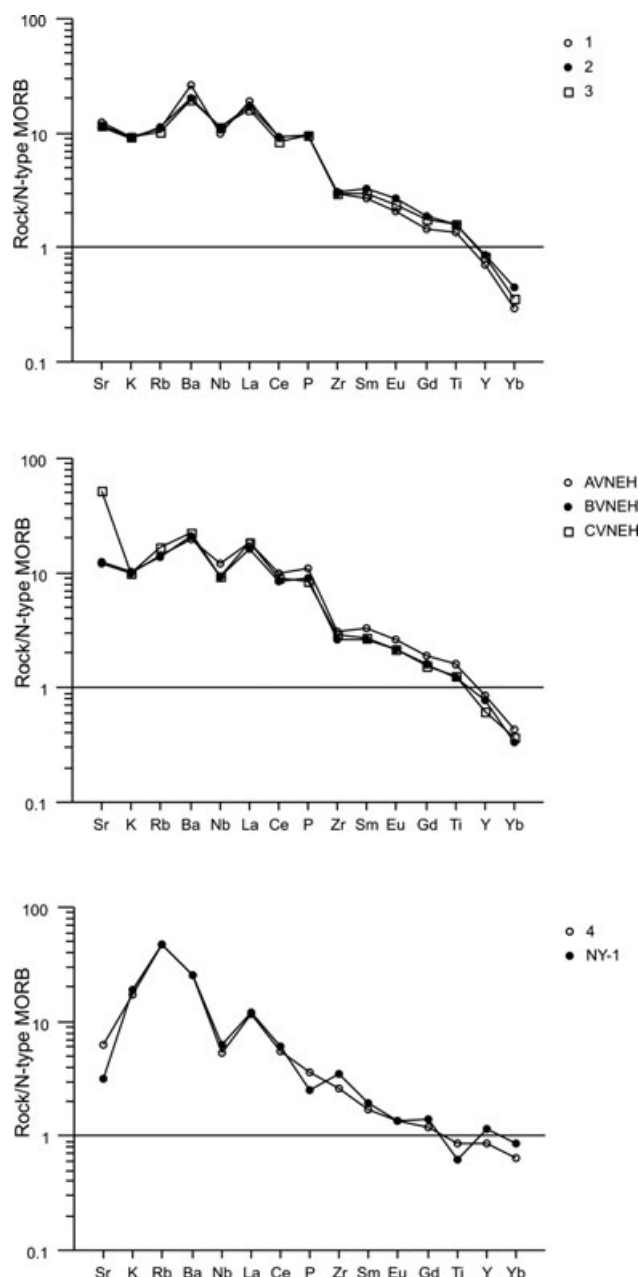 100
10
1
0.1
Rock/N-type MORB
Sr K Rb Ba Nb La Ce P Zr Sm Eu Gd Ti Y Yb
1
2
3
100
10
1
0.1
Rock/N-type MORB
Sr K Rb Ba Nb La Ce P Zr Sm Eu Gd Ti Y Yb
AVNEH
BVNEH
CVNEH
100
10
1
0.1
Rock/N-type MORB
Sr K Rb Ba Nb La Ce P Zr Sm Eu Gd Ti Y Yb
4
NY-1